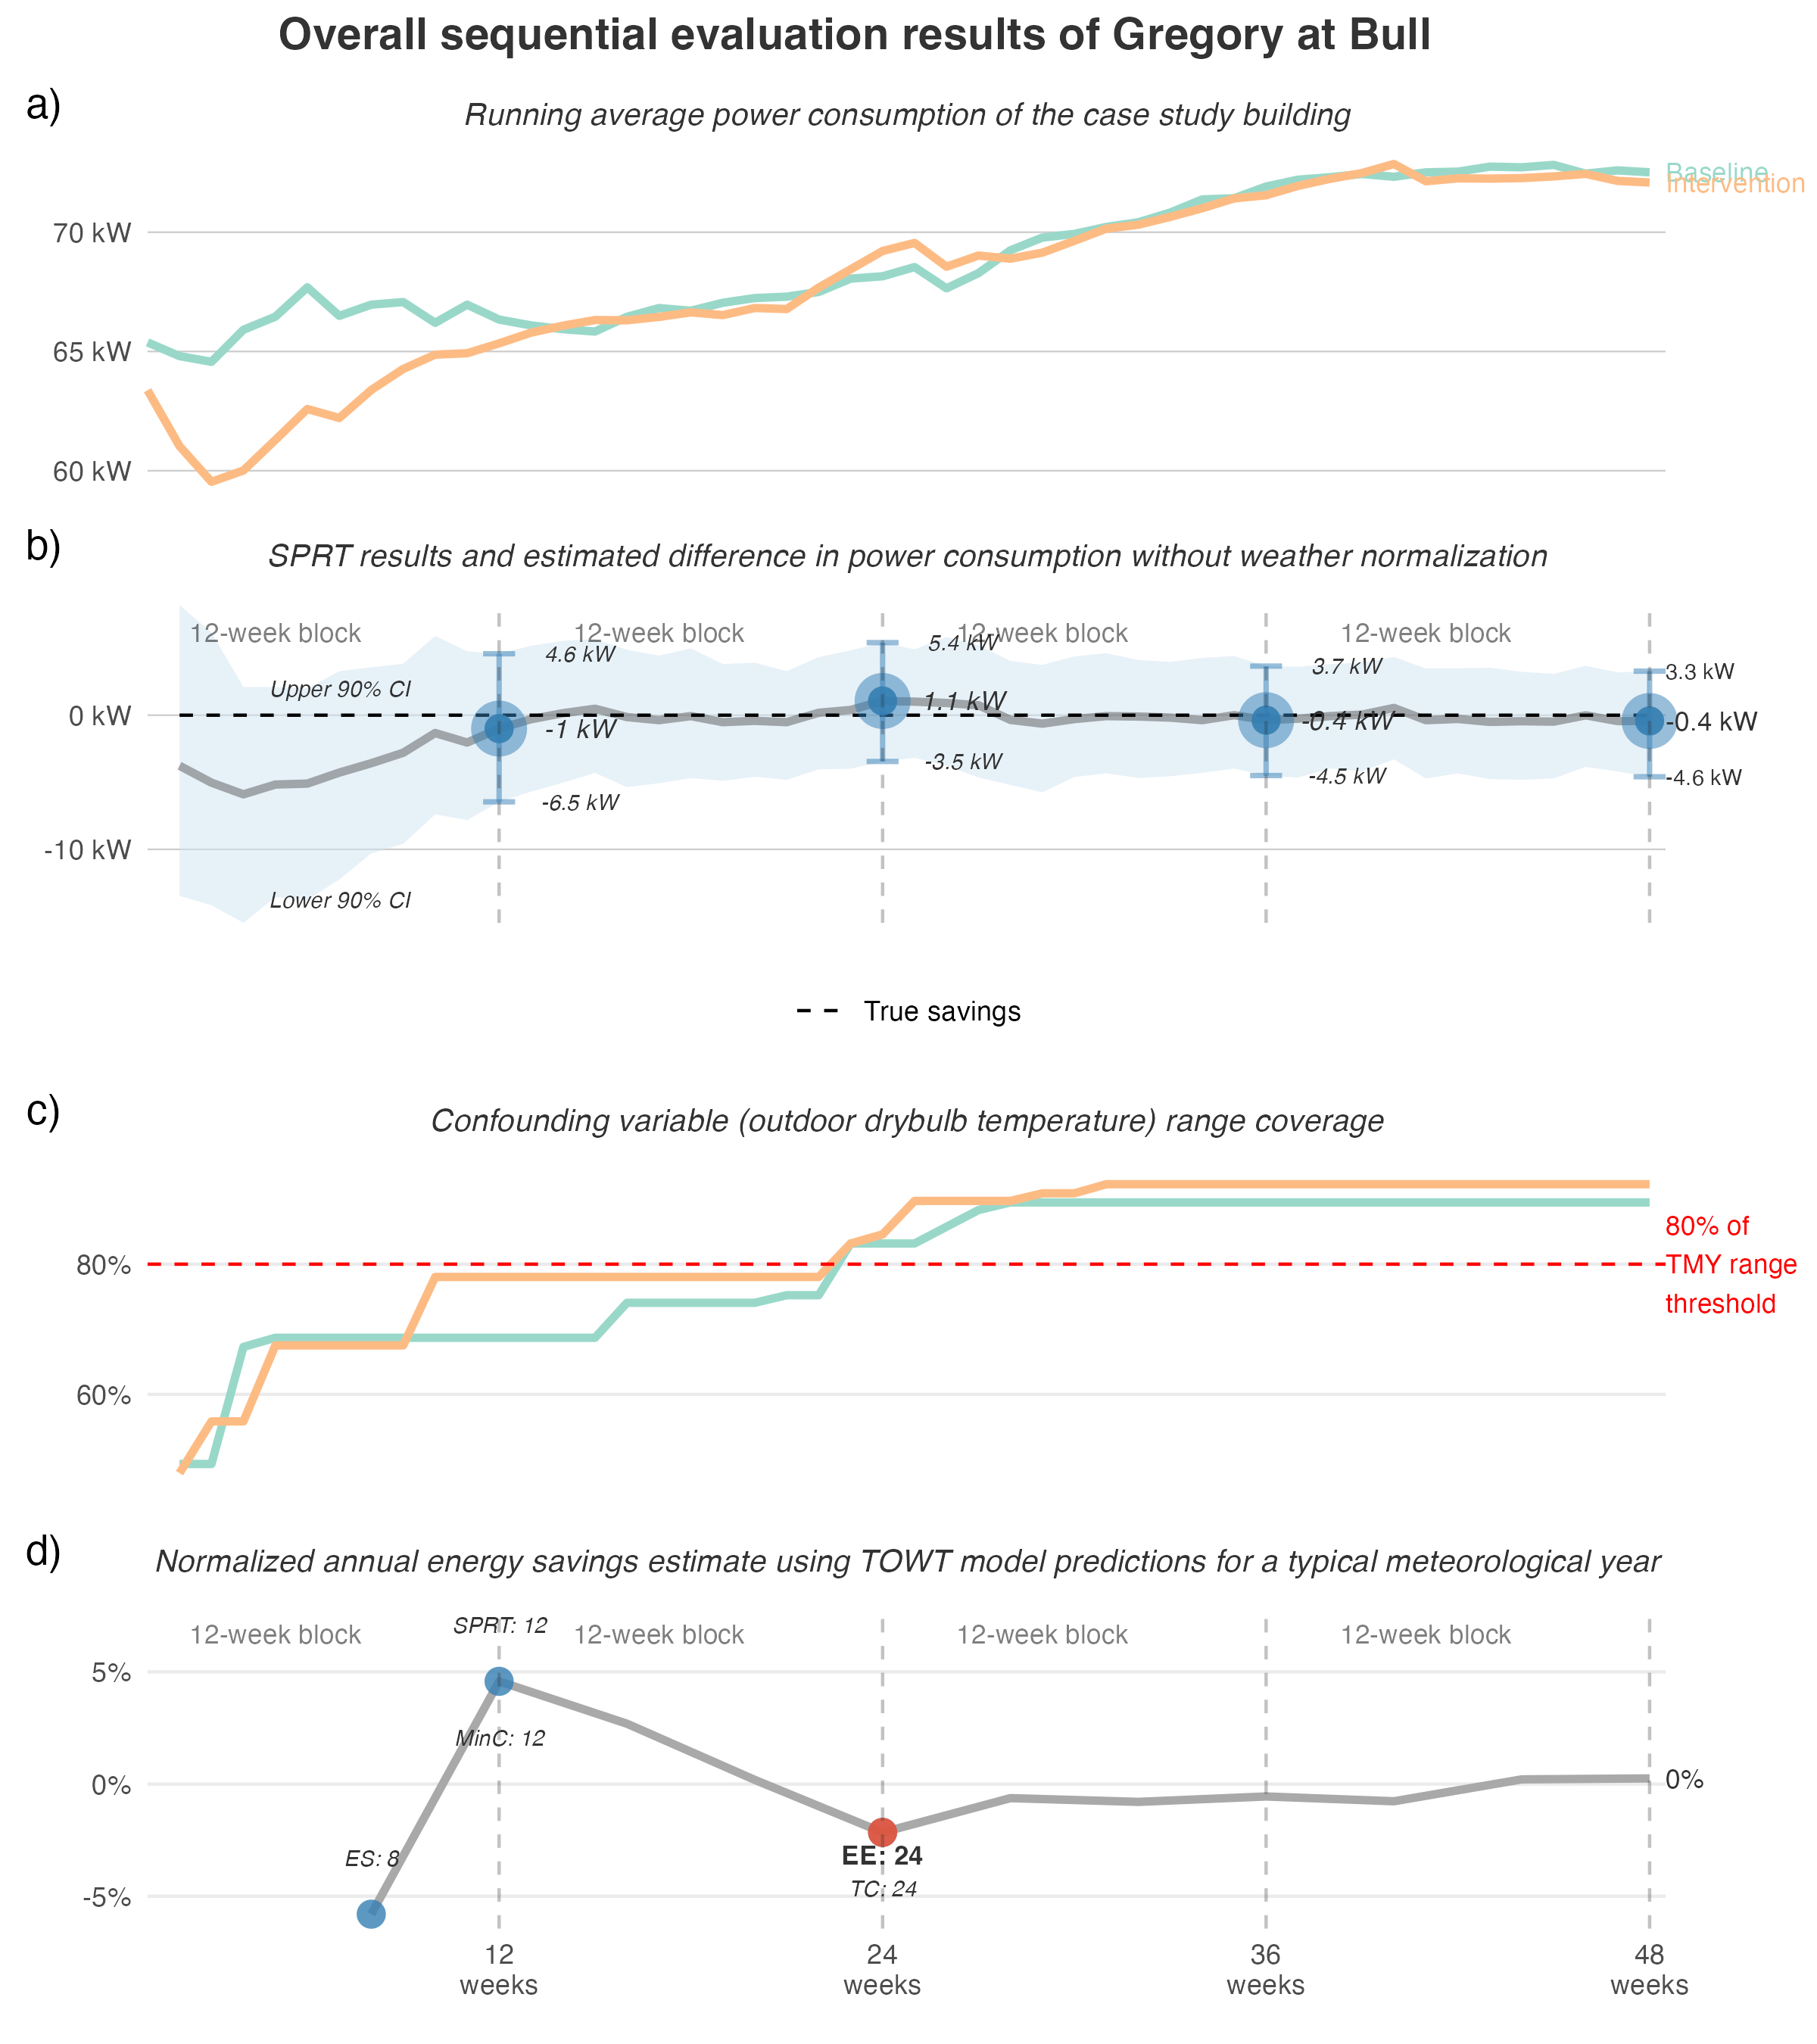 Overall sequential evaluation results of Gregory at Bull
a)
Running average power consumption of the case study building
Baseline
Intervention
70 kW
65 kW
60 kW
b)
SPRT results and estimated difference in power consumption without weather normalization
12-week block
12-week block
12-week block
12-week block
4.6 kW
5.4 kW
3.7 kW
3.3 kW
Upper 90% CI
0 kW
-1 kW
1.1 kW
-0.4 kW
-0.4 kW
-6.5 kW
-3.5 kW
-4.5 kW
-4.6 kW
-10 kW
Lower 90% CI
True savings
c)
Confounding variable (outdoor drybulb temperature) range coverage
80%
60%
80% of
TMY range
threshold
d)
Normalized annual energy savings estimate using TOWT model predictions for a typical meteorological year
12-week block
12-week block
12-week block
12-week block
SPRT: 12
5%
MinC: 12
0%
0%
ES: 8
EE: 24
TC: 24
-5%
12
weeks
24
weeks
36
weeks
48
weeks